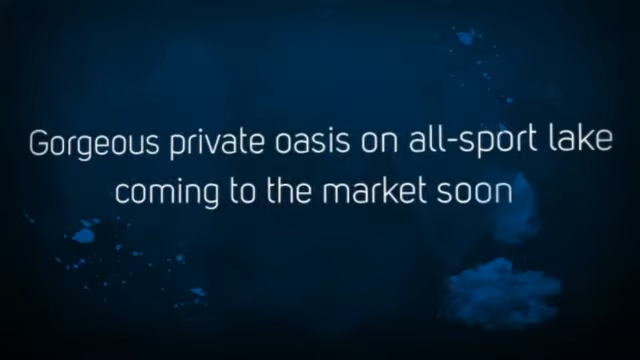 Gorgeous private oasis on all-sport lake
coming to the market soon